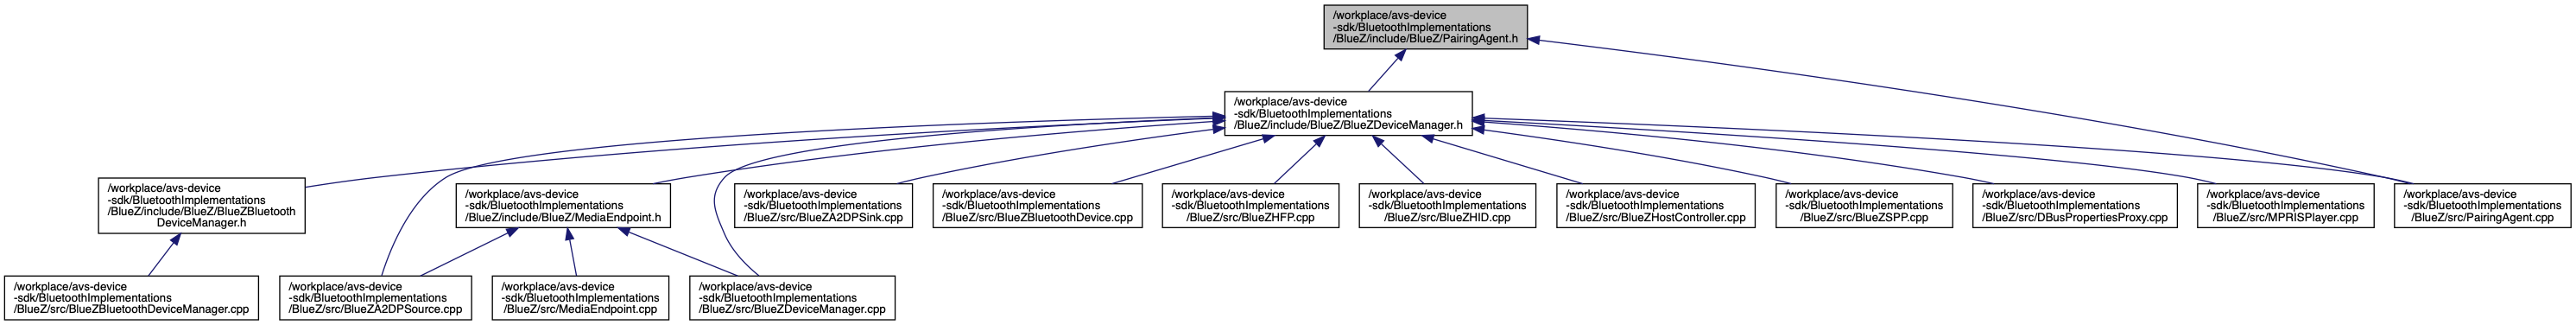 /workplace/avs-device
-sdk/BluetoothImplementations
/BlueZ/include/BlueZ/PairingAgent.h
/workplace/avs-device
-sdk/BluetoothImplementations
/BlueZ/include/BlueZ/BlueZDeviceManager.h
/workplace/avs-device
-sdk/BluetoothImplementations
/BlueZ/include/BlueZ/BlueZBluetooth
DeviceManager.h
/workplace/avs-device
-sdk/BluetoothImplementations
/BlueZ/include/BlueZ/MediaEndpoint.h
/workplace/avs-device
-sdk/BluetoothImplementations
/BlueZ/src/BlueZA2DPSink.cpp
/workplace/avs-device
-sdk/BluetoothImplementations
/BlueZ/src/BlueZBluetoothDevice.cpp
/workplace/avs-device
-sdk/BluetoothImplementations
/BlueZ/src/BlueZHFP.cpp
/workplace/avs-device
-sdk/BluetoothImplementations
/BlueZ/src/BlueZHID.cpp
/workplace/avs-device
-sdk/BluetoothImplementations
/BlueZ/src/BlueZHostController.cpp
/workplace/avs-device
-sdk/BluetoothImplementations
/BlueZ/src/BlueZSPP.cpp
/workplace/avs-device
-sdk/BluetoothImplementations
/BlueZ/src/DBusPropertiesProxy.cpp
/workplace/avs-device
-sdk/BluetoothImplementations
/BlueZ/src/MPRISPlayer.cpp
/workplace/avs-device
-sdk/BluetoothImplementations
/BlueZ/src/PairingAgent.cpp
/workplace/avs-device
-sdk/BluetoothImplementations
/BlueZ/src/BlueZBluetoothDeviceManager.cpp
/workplace/avs-device
-sdk/BluetoothImplementations
/BlueZ/src/BlueZA2DPSource.cpp
/workplace/avs-device
-sdk/BluetoothImplementations
/BlueZ/src/MediaEndpoint.cpp
/workplace/avs-device
-sdk/BluetoothImplementations
/BlueZ/src/BlueZDeviceManager.cpp